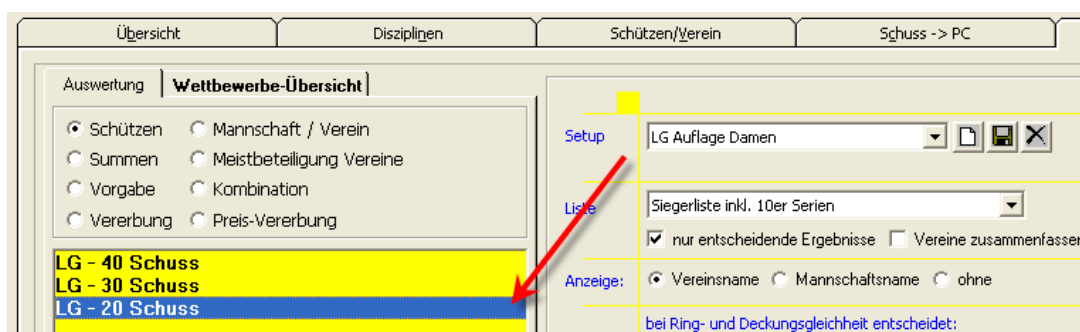 Übersicht
Disziplinen
Schützen/Verein
Schuss -> PC
Auswertung
Wettbewerbe-Übersicht
Schützen
Mannschaft / Verein
Summen
Meistbeteiligung Vereine
Vorgabe
Kombination
Vererbung
Preis-Vererbung
LG - 40 Schuss
LG - 30 Schuss
LG - 20 Schuss
Setup
LG Auflage Damen
Liste
Siegerliste inkl. 10er Serien
nur entscheidende Ergebnisse
Vereine zusammenfassen
Anzeige:
Vereinsname
Mannschaftsname
ohne
bei Ring- und Deckungsgleichheit entscheidet: